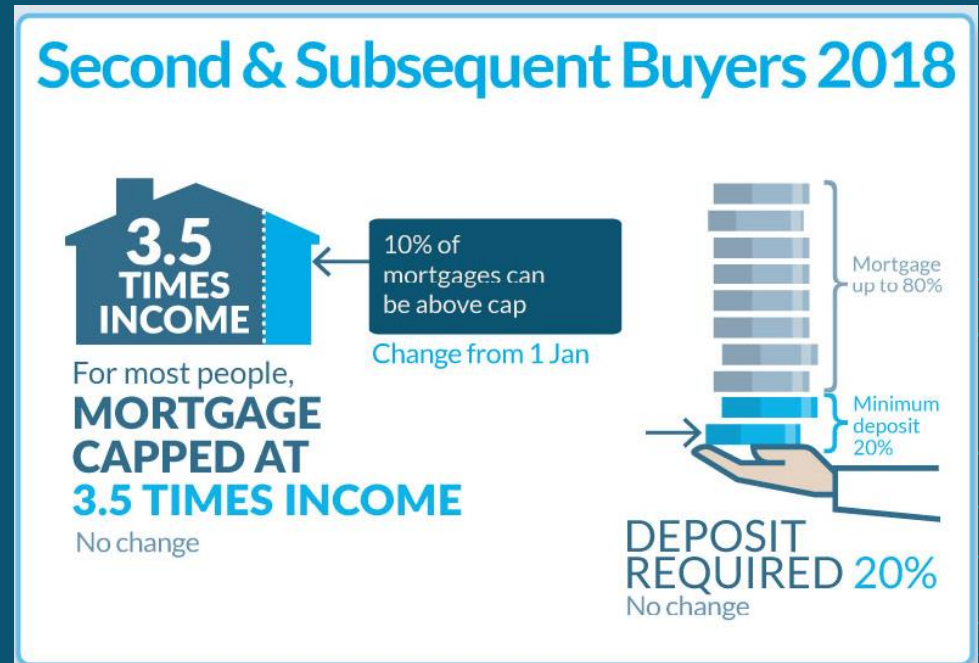 Second & Subsequent Buyers 2018
3.5
TIMES
INCOME
10% of
mortgages can
be above cap
Change from 1 Jan
For most people,
MORTGAGE
CAPPED AT
3.5 TIMES INCOME
No change
Mortgage
up to 80%
Minimum
deposit
20%
DEPOSIT
REQUIRED 20%
No change